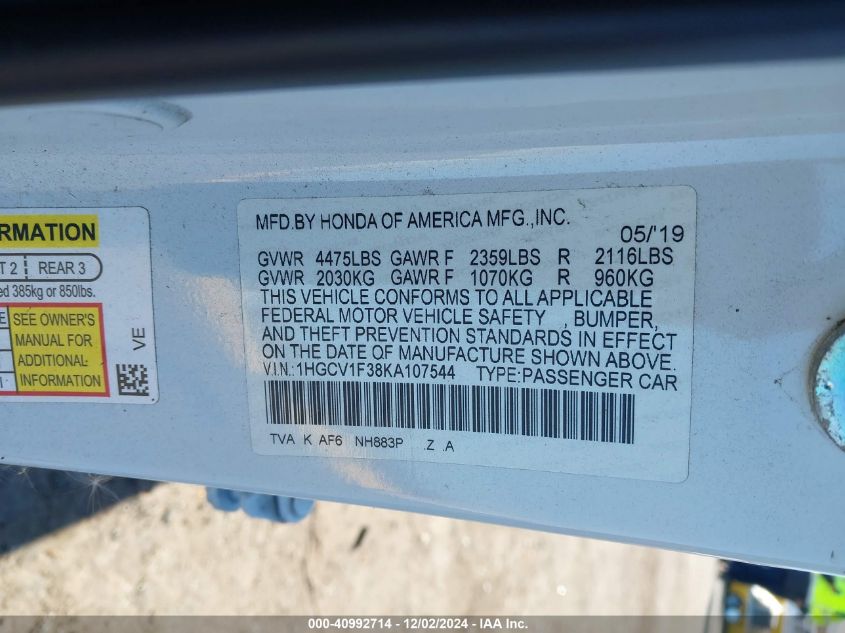 RMATION
T 2 REAR 3
ed 385kg or 850lbs.
E SEE OWNER'S
MANUAL FOR
ADDITIONAL
INFORMATION
VE
MFD.BY HONDA OF AMERICA MFG.,INC.
05/'19
GVWR 4475LBS GAWR F 2359LBS R 2116LBS
GVWR 2030KG GAWR F 1070KG R 960KG
THIS VEHICLE CONFORMS TO ALL APPLICABLE
FEDERAL MOTOR VEHICLE SAFETY , BUMPER,
AND THEFT PREVENTION STANDARDS IN EFFECT
ON THE DATE OF MANUFACTURE SHOWN ABOVE.
V.I.N.:1HGCV1F38KA107544 TYPE:PASSENGER CAR
TVA K AF6 NH883P .Z .A
000-40992714 - 12/02/2024 - IAA Inc.